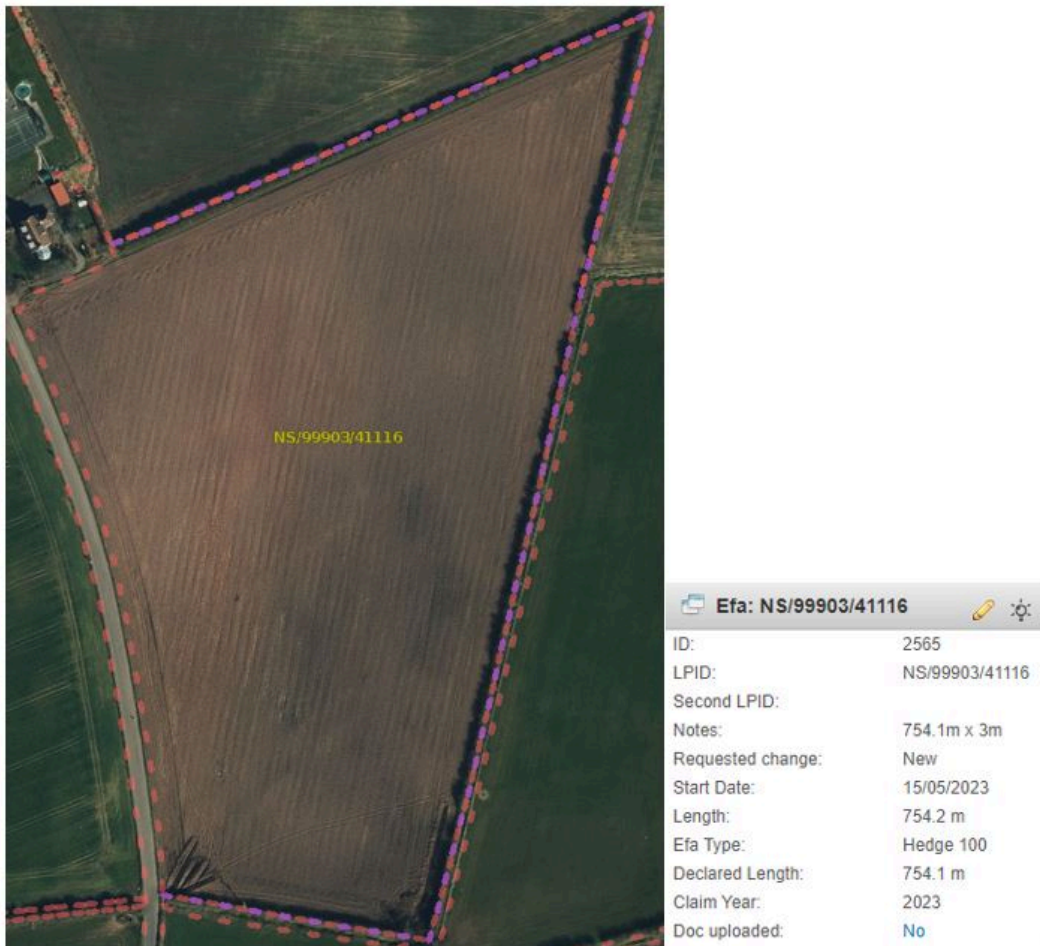 NS/99903/41116
Efa: NS/99903/41116
ID: 2565
LPID: NS/99903/41116
Second LPID:
Notes: 754.1m x 3m
Requested change: New
Start Date: 15/05/2023
Length: 754.2 m
Efa Type: Hedge 100
Declared Length: 754.1 m
Claim Year: 2023
Doc uploaded: No